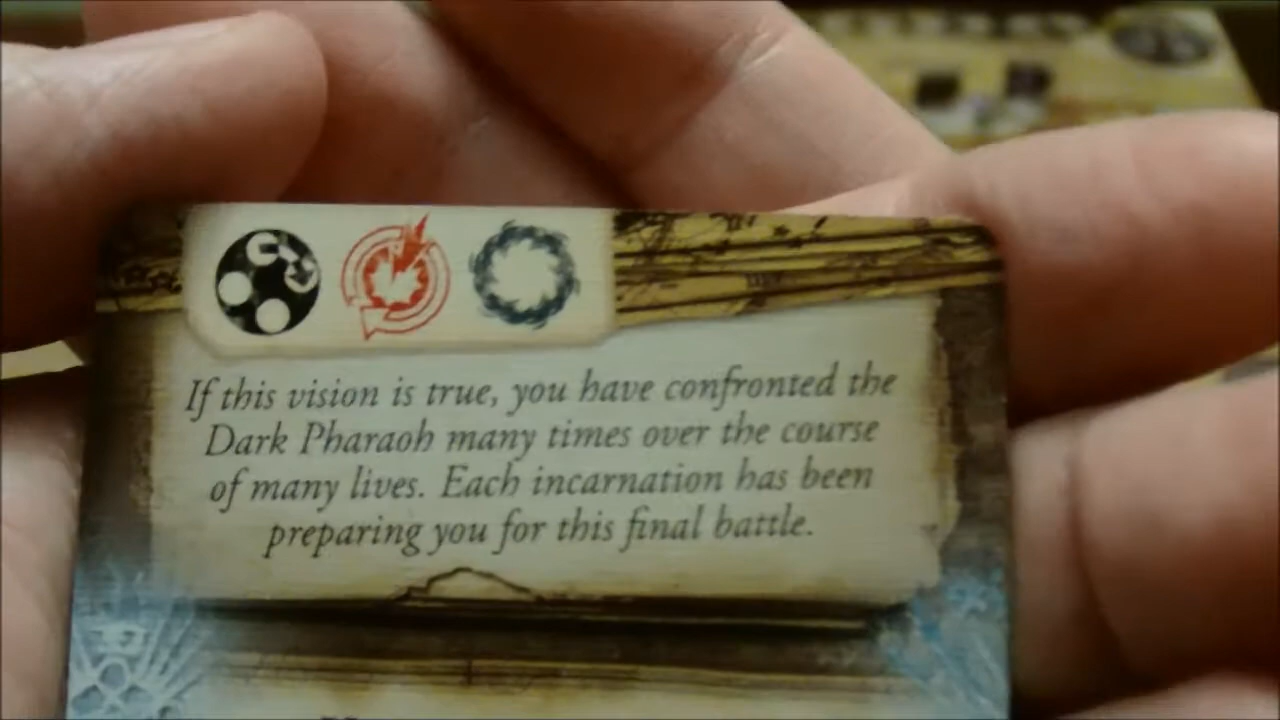 If this vision is true, you have confronted the
Dark Pharaoh many times over the course
of many lives. Each incarnation has been
preparing you for this final battle.